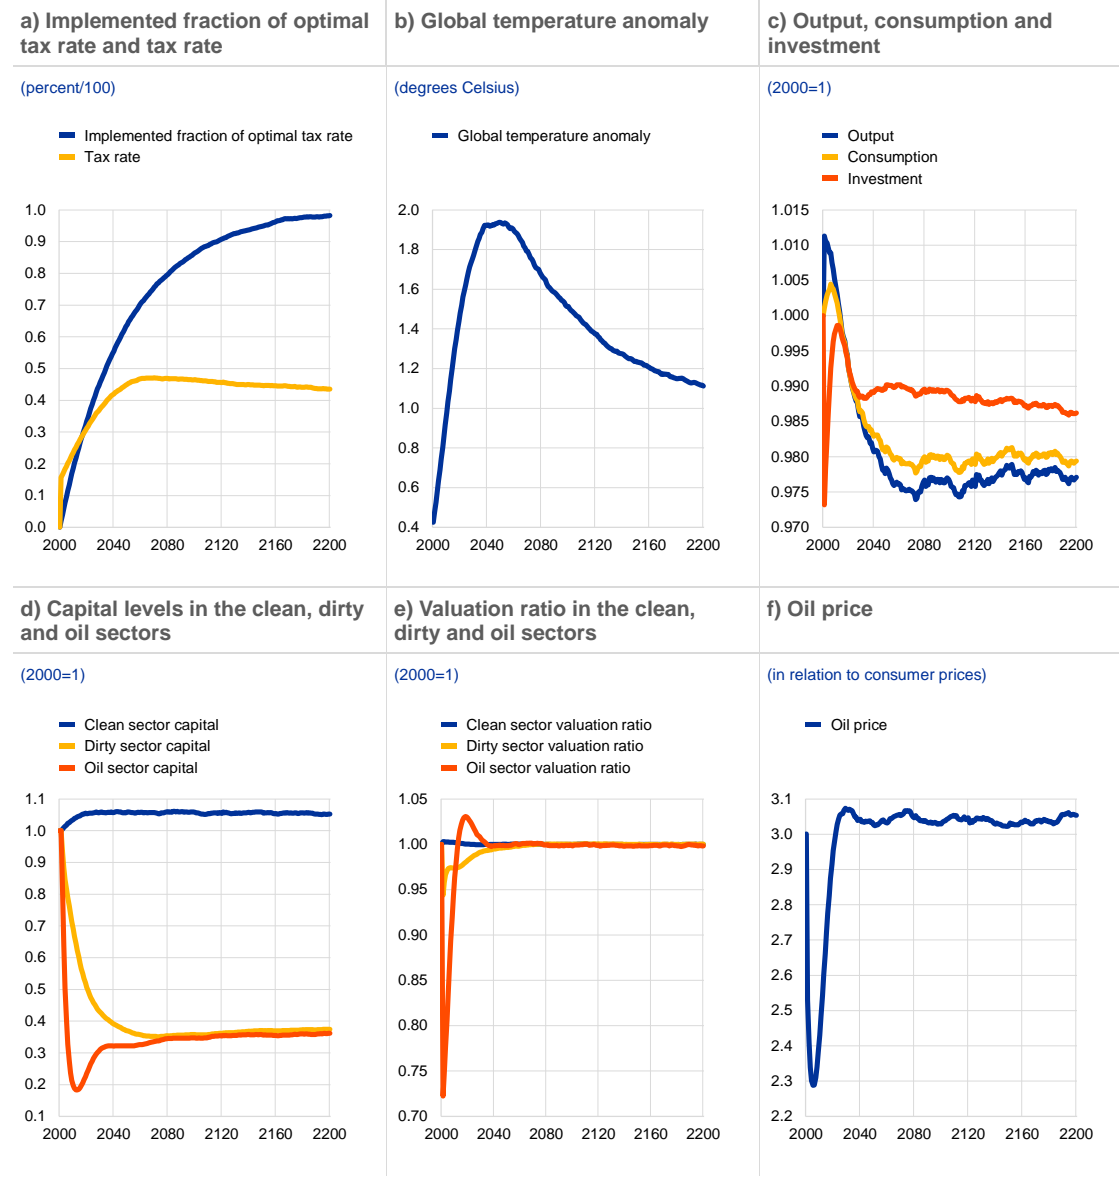 a) Implemented fraction of optimal
tax rate and tax rate
(percent/100)
Implemented fraction of optimal tax rate
Tax rate
1.0
0.9
0.8
0.7
0.6
0.5
0.4
0.3
0.2
0.1
0.0
2000 2040 2080 2120 2160 2200
b) Global temperature anomaly
(degrees Celsius)
Global temperature anomaly
2.0
1.8
1.6
1.4
1.2
1.0
0.8
0.6
0.4
2000 2040 2080 2120 2160 2200
c) Output, consumption and
investment
(2000=1)
Output
Consumption
Investment
1.015
1.010
1.005
1.000
0.995
0.990
0.985
0.980
0.975
0.970
2000 2040 2080 2120 2160 2200
d) Capital levels in the clean, dirty
and oil sectors
(2000=1)
Clean sector capital
Dirty sector capital
Oil sector capital
1.1
1.0
0.9
0.8
0.7
0.6
0.5
0.4
0.3
0.2
0.1
2000 2040 2080 2120 2160 2200
e) Valuation ratio in the clean,
dirty and oil sectors
(2000=1)
Clean sector valuation ratio
Dirty sector valuation ratio
Oil sector valuation ratio
1.05
1.00
0.95
0.90
0.85
0.80
0.75
0.70
2000 2040 2080 2120 2160 2200
f) Oil price
(in relation to consumer prices)
Oil price
3.1
3.0
2.9
2.8
2.7
2.6
2.5
2.4
2.3
2.2
2000 2040 2080 2120 2160 2200